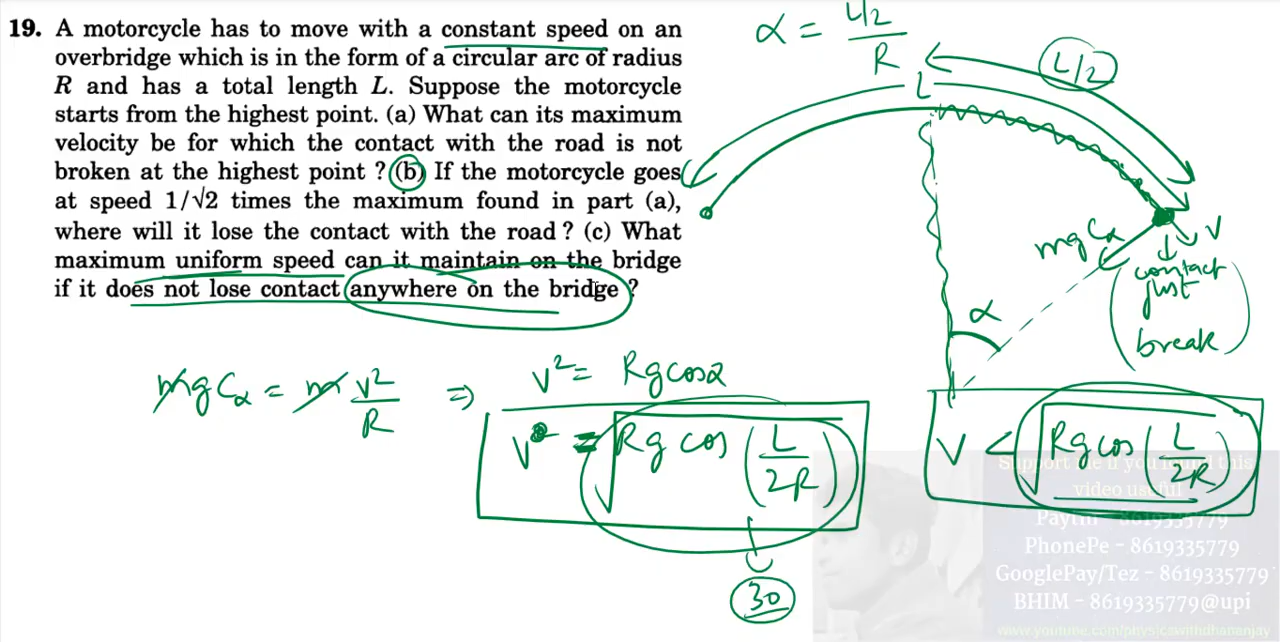 19. A motorcycle has to move with a constant speed on an
overbridge which is in the form of a circular arc of radius
R and has a total length L. Suppose the motorcycle
starts from the highest point. (a) What can its maximum
velocity be for which the contact with the road is not
broken at the highest point ? (b) If the motorcycle goes
at speed 1/√2 times the maximum found in part (a),
where will it lose the contact with the road ? (c) What
maximum uniform speed can it maintain on the bridge
if it does not lose contact anywhere on the bridge ?
α = L/2 / R
L/2
L
mgCα
V
contact
just
break
α
mgCα = m V² / R ⇒ V² = Rg cosα
V = √Rg cos (L / 2R)
30
V < √Rg cos (L / 2R)
Support me if you found this
video useful
Paytm - 8619335779
PhonePe - 8619335779
GooglePay/Tez - 8619335779
BHIM - 8619335779@upi
www.youtube.com/physicswithdhananjay